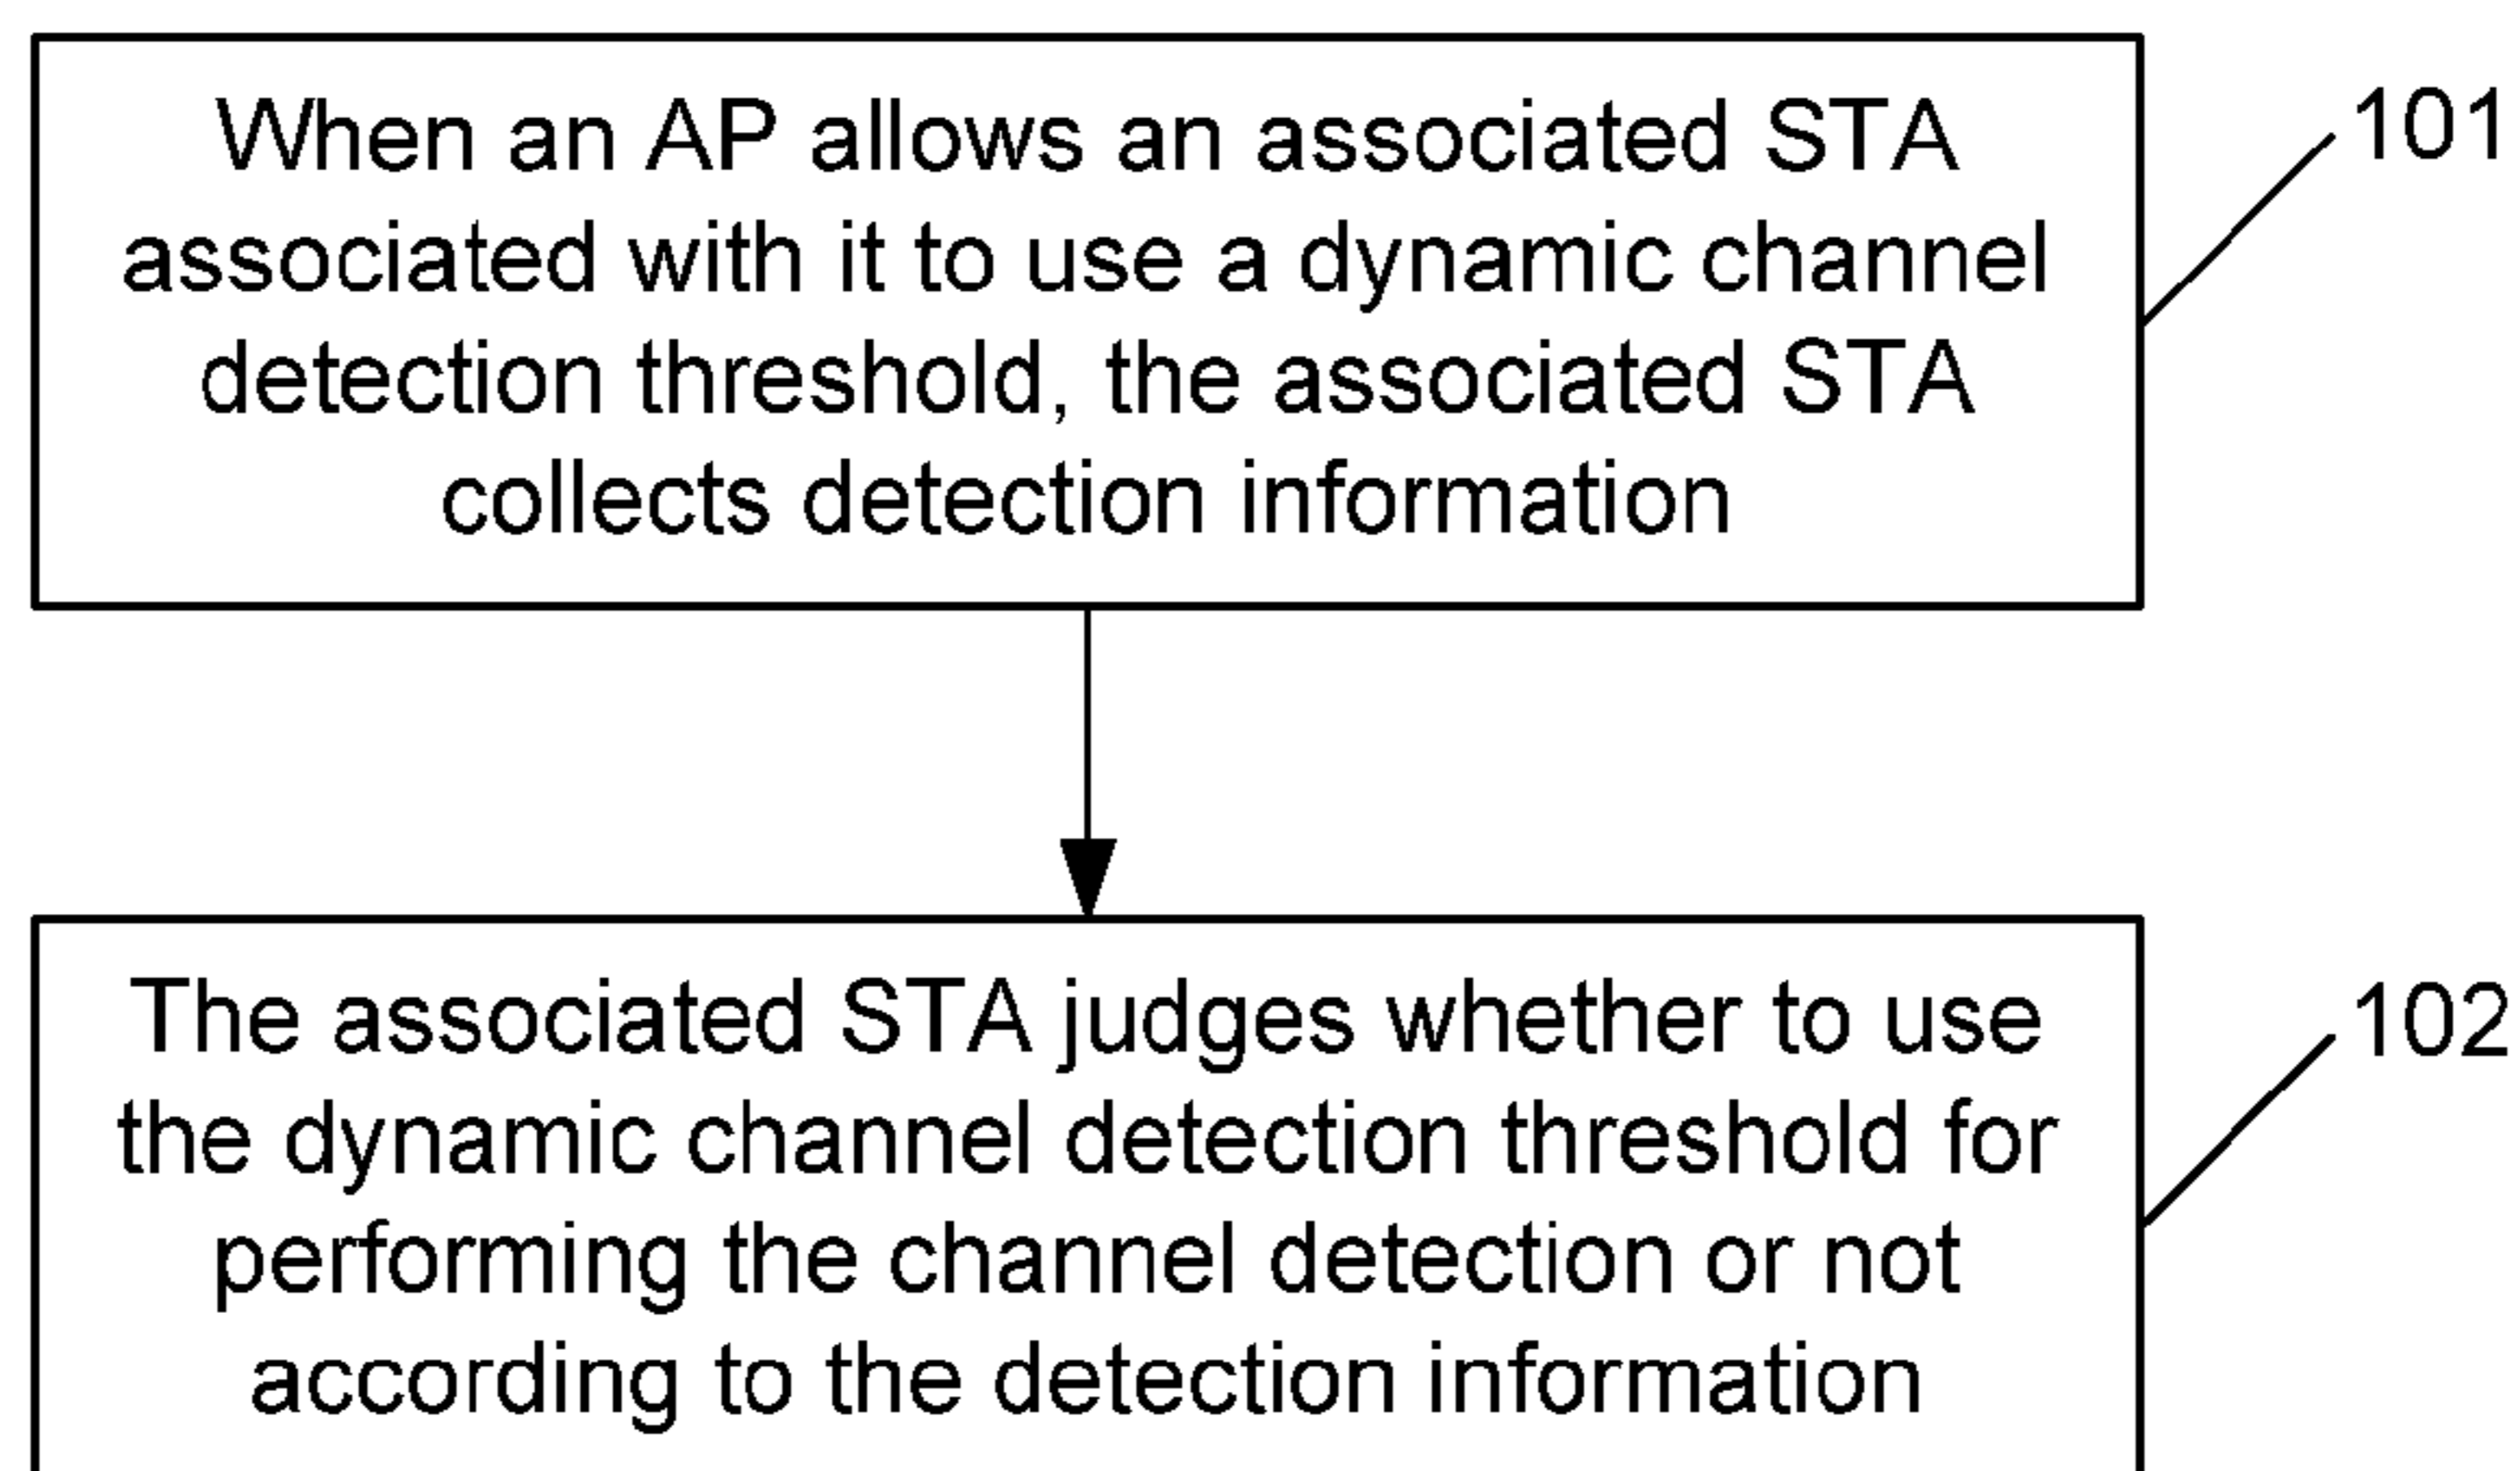 When an AP allows an associated STA
associated with it to use a dynamic channel
detection threshold, the associated STA
collects detection information
101
The associated STA judges whether to use
the dynamic channel detection threshold for
performing the channel detection or not
according to the detection information
102